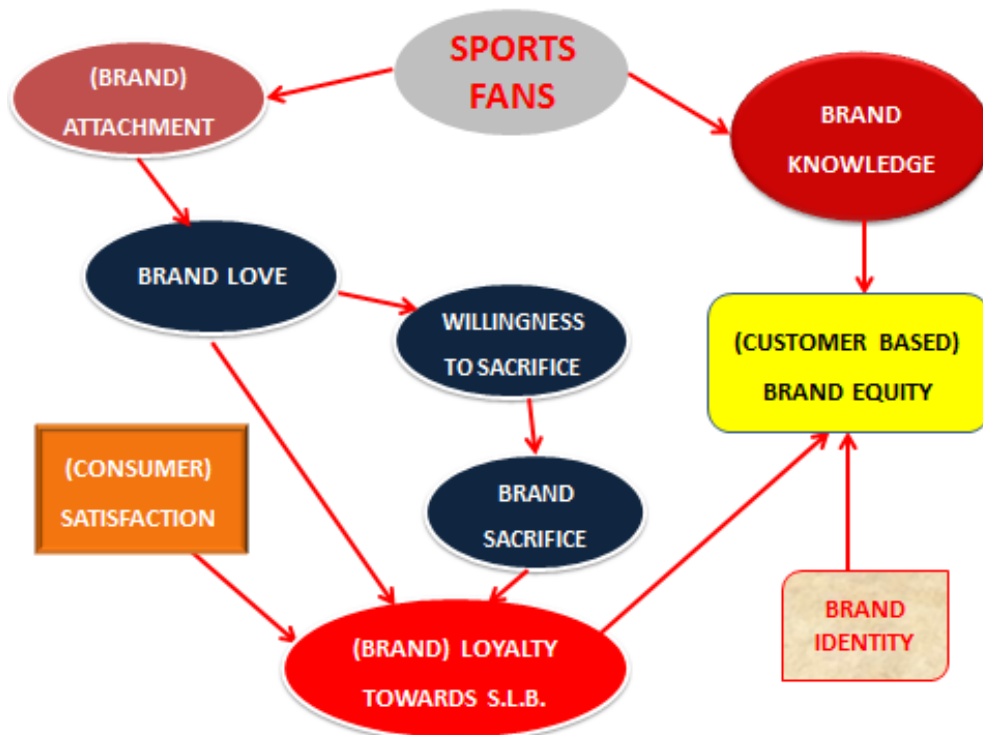 SPORTS
FANS
(BRAND)
ATTACHMENT
BRAND
KNOWLEDGE
BRAND LOVE
WILLINGNESS
TO SACRIFICE
(CUSTOMER BASED)
BRAND EQUITY
(CONSUMER)
SATISFACTION
BRAND
SACRIFICE
BRAND
IDENTITY
(BRAND) LOYALTY
TOWARDS S.L.B.